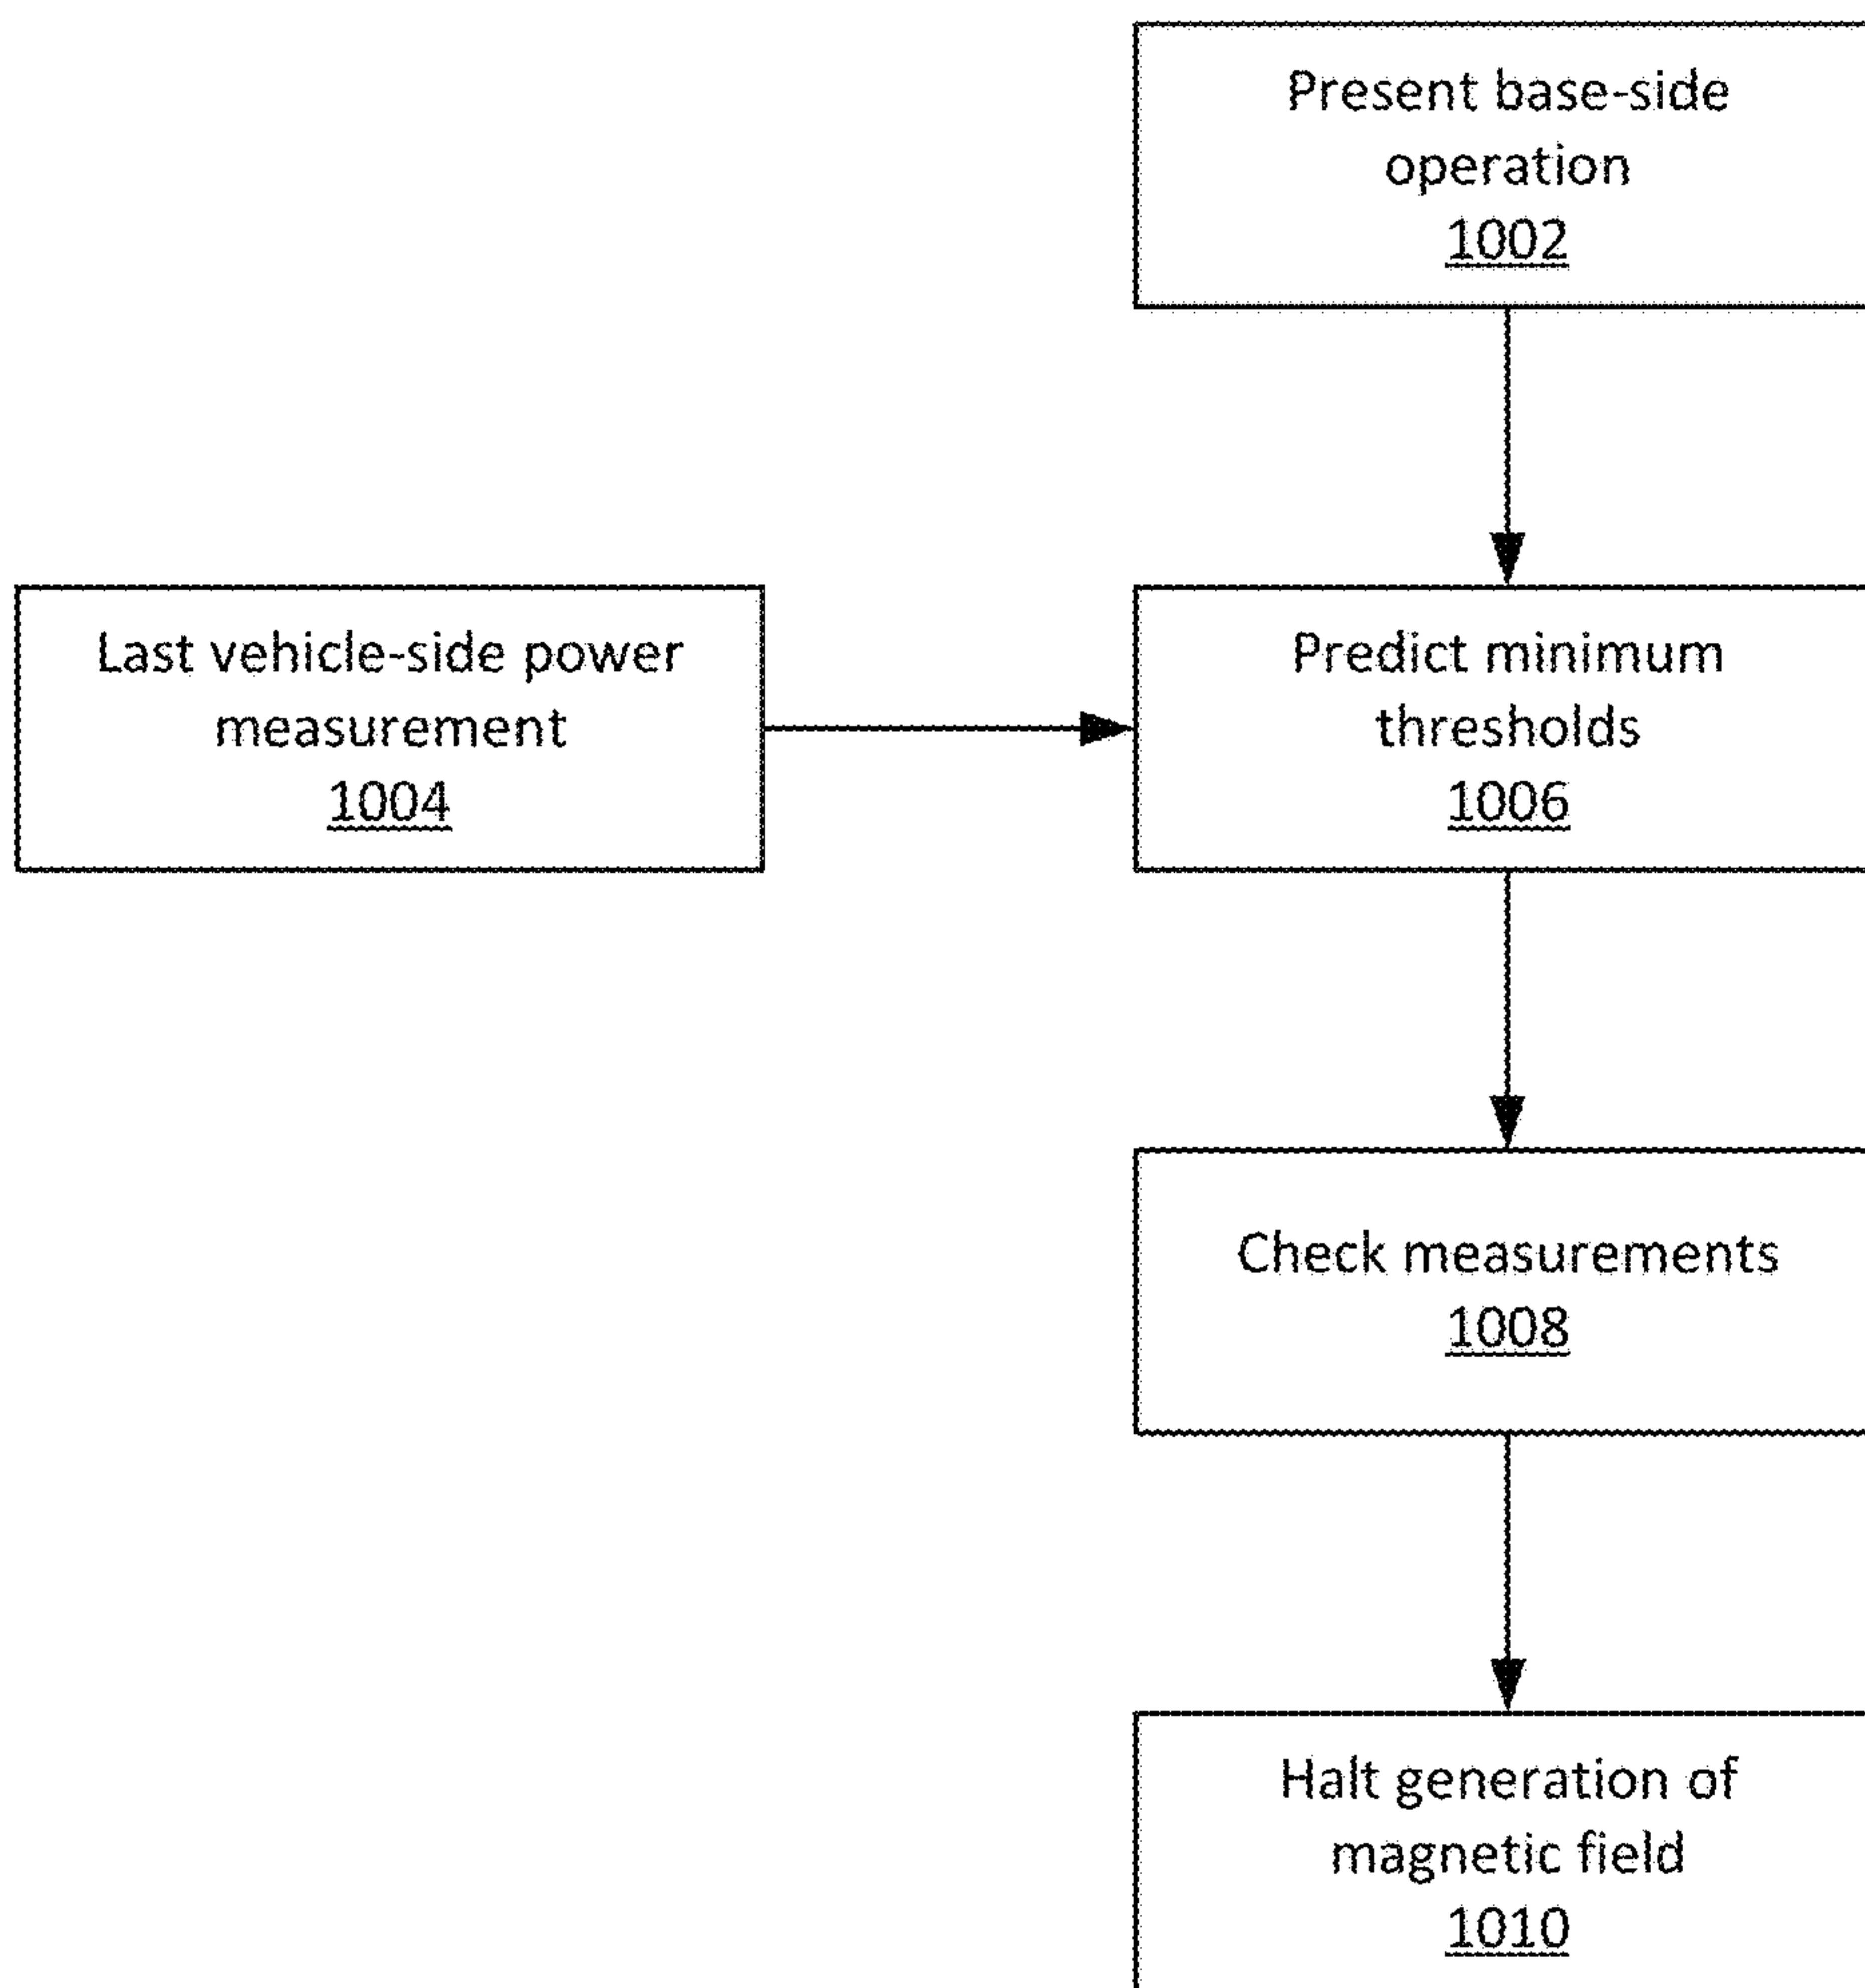 Present base-side
operation
1002
Last vehicle-side power
measurement
1004
Predict minimum
thresholds
1006
Check measurements
1008
Halt generation of
magnetic field
1010